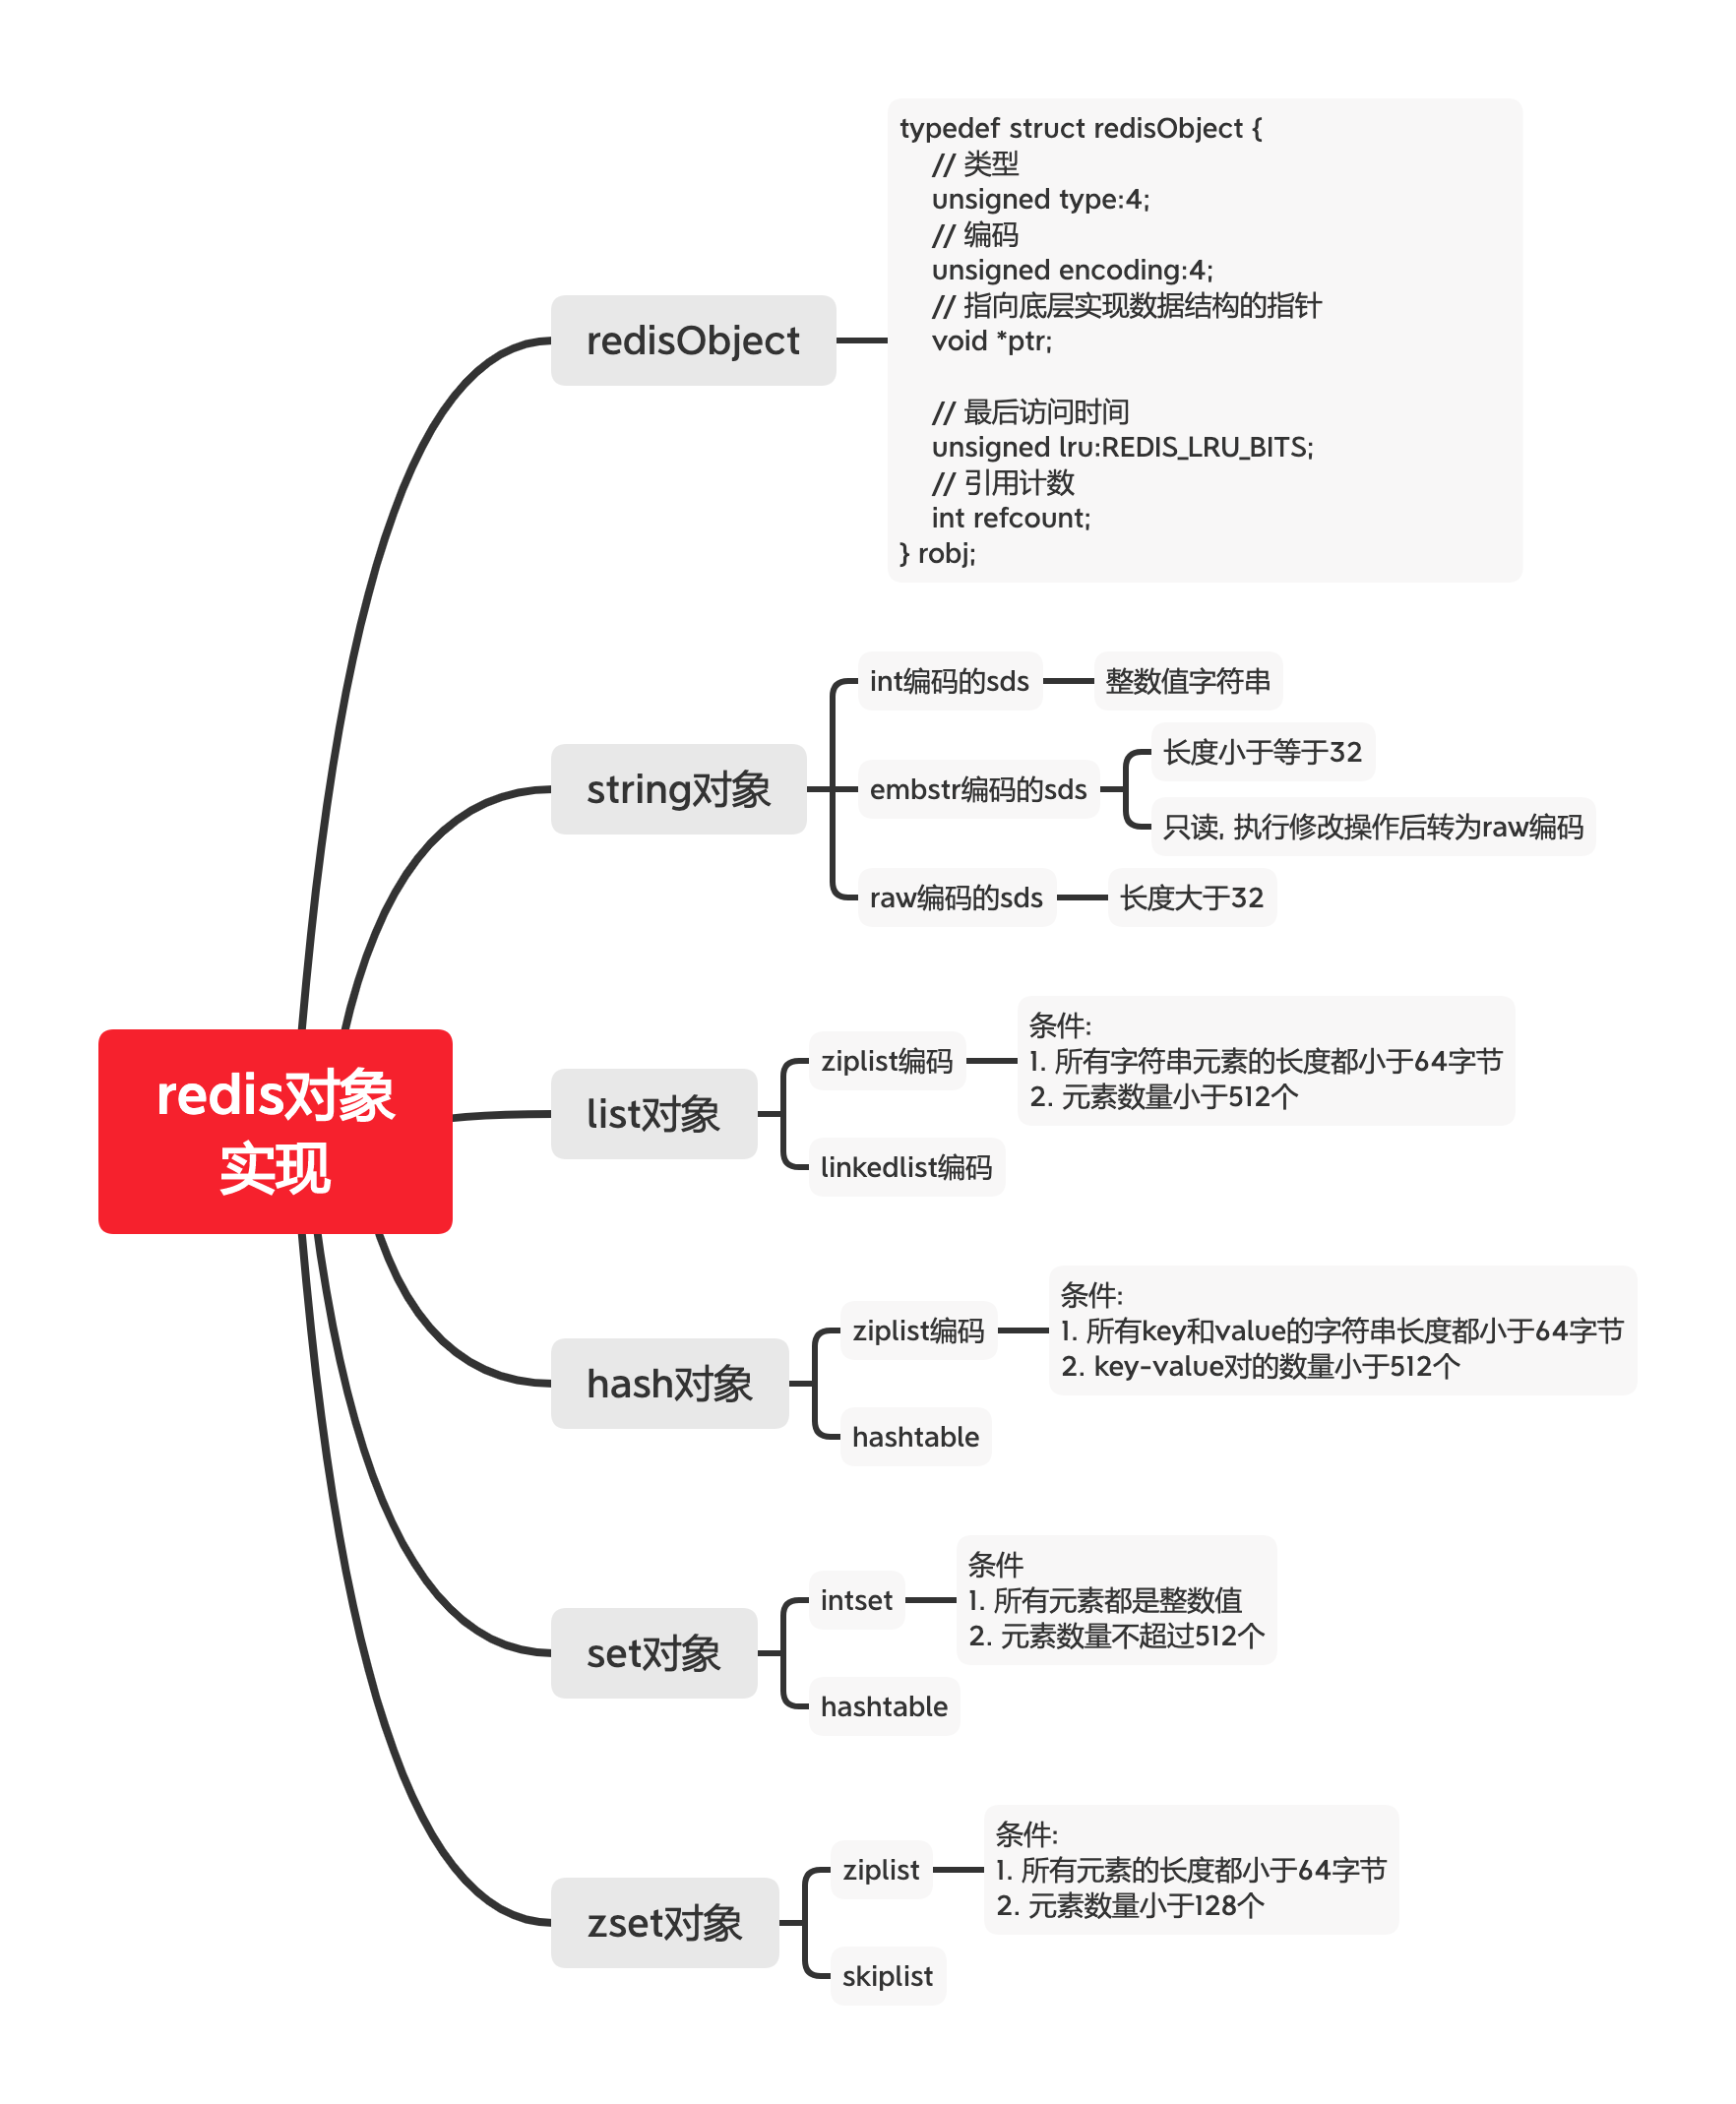 redis对象
实现
redisObject
typedef struct redisObject {
// 类型
unsigned type:4;
// 编码
unsigned encoding:4;
// 指向底层实现数据结构的指针
void *ptr;
// 最后访问时间
unsigned lru:REDIS_LRU_BITS;
// 引用计数
int refcount;
} robj;
string对象
int编码的sds
整数值字符串
embstr编码的sds
长度小于等于32
只读, 执行修改操作后转为raw编码
raw编码的sds
长度大于32
list对象
ziplist编码
条件:
1. 所有字符串元素的长度都小于64字节
2. 元素数量小于512个
linkedlist编码
hash对象
ziplist编码
条件:
1. 所有key和value的字符串长度都小于64字节
2. key-value对的数量小于512个
hashtable
set对象
intset
条件
1. 所有元素都是整数值
2. 元素数量不超过512个
hashtable
zset对象
ziplist
条件:
1. 所有元素的长度都小于64字节
2. 元素数量小于128个
skiplist